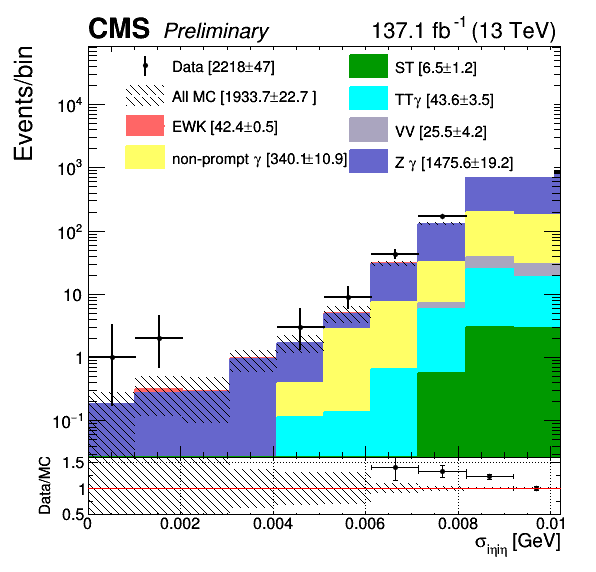 CMS Preliminary 137.1 fb⁻¹ (13 TeV)
Events/bin
Data [2218±47]
All MC [1933.7±22.7 ]
EWK [42.4±0.5]
non-prompt γ [340.1±10.9]
ST [6.5±1.2]
TTγ [43.6±3.5]
VV [25.5±4.2]
Z γ [1475.6±19.2]
10⁴
10³
10²
10
1
10⁻¹
Data/MC
1.5
1
0.5
0 0.002 0.004 0.006 0.008 0.01
σiηiη [GeV]